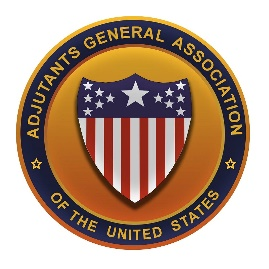 ADJUTANTS GENERAL ASSOCIATION
OF THE UNITED STATES